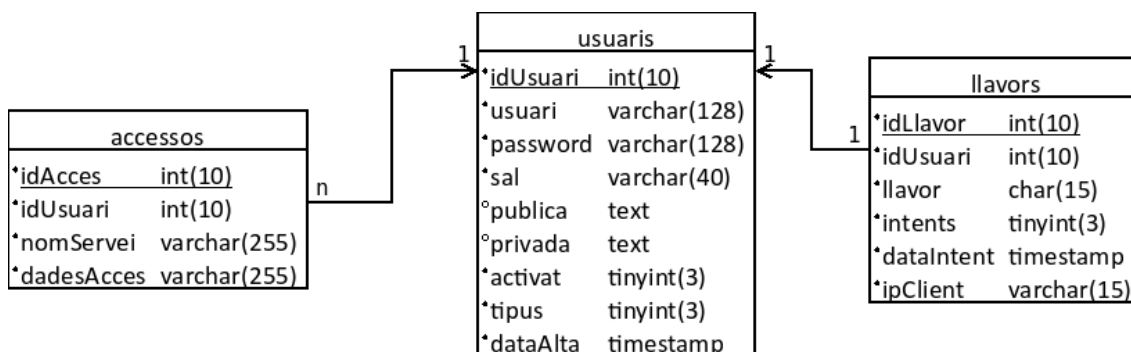 usuaris
idUsuari int(10)
usuari varchar(128)
password varchar(128)
sal varchar(40)
publica text
privada text
activat tinyint(3)
tipus tinyint(3)
dataAlta timestamp
accessos
idAcces int(10)
idUsuari int(10)
nomServei varchar(255)
dadesAcces varchar(255)
llavors
idLlavor int(10)
idUsuari int(10)
llavor char(15)
intents tinyint(3)
dataIntent timestamp
ipClient varchar(15)
n
1
1
1